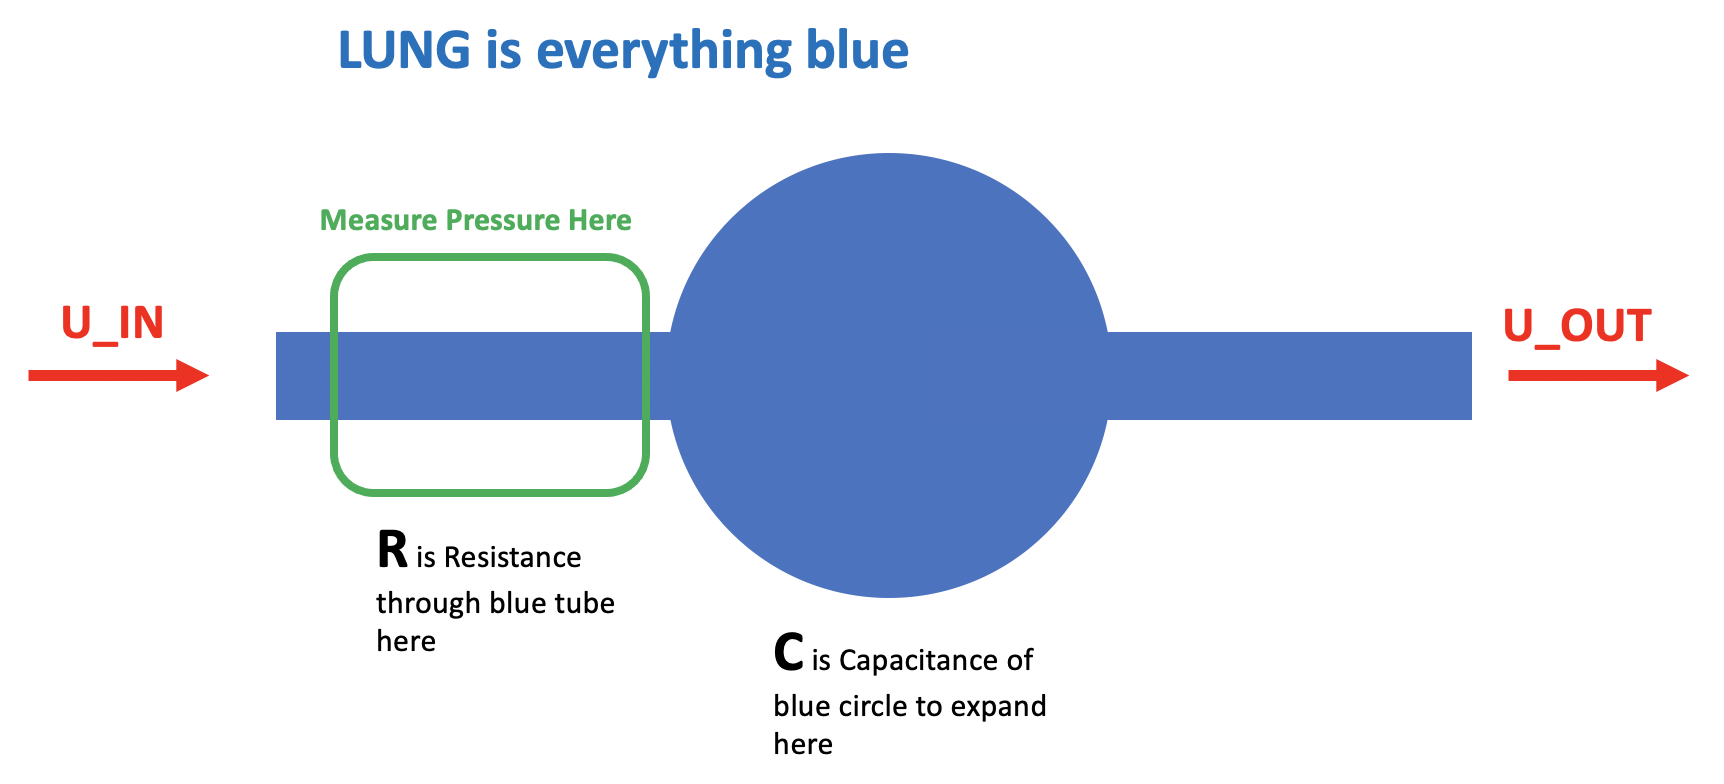 LUNG is everything blue
Measure Pressure Here
U_IN
U_OUT
R is Resistance
through blue tube
here
C is Capacitance of
blue circle to expand
here